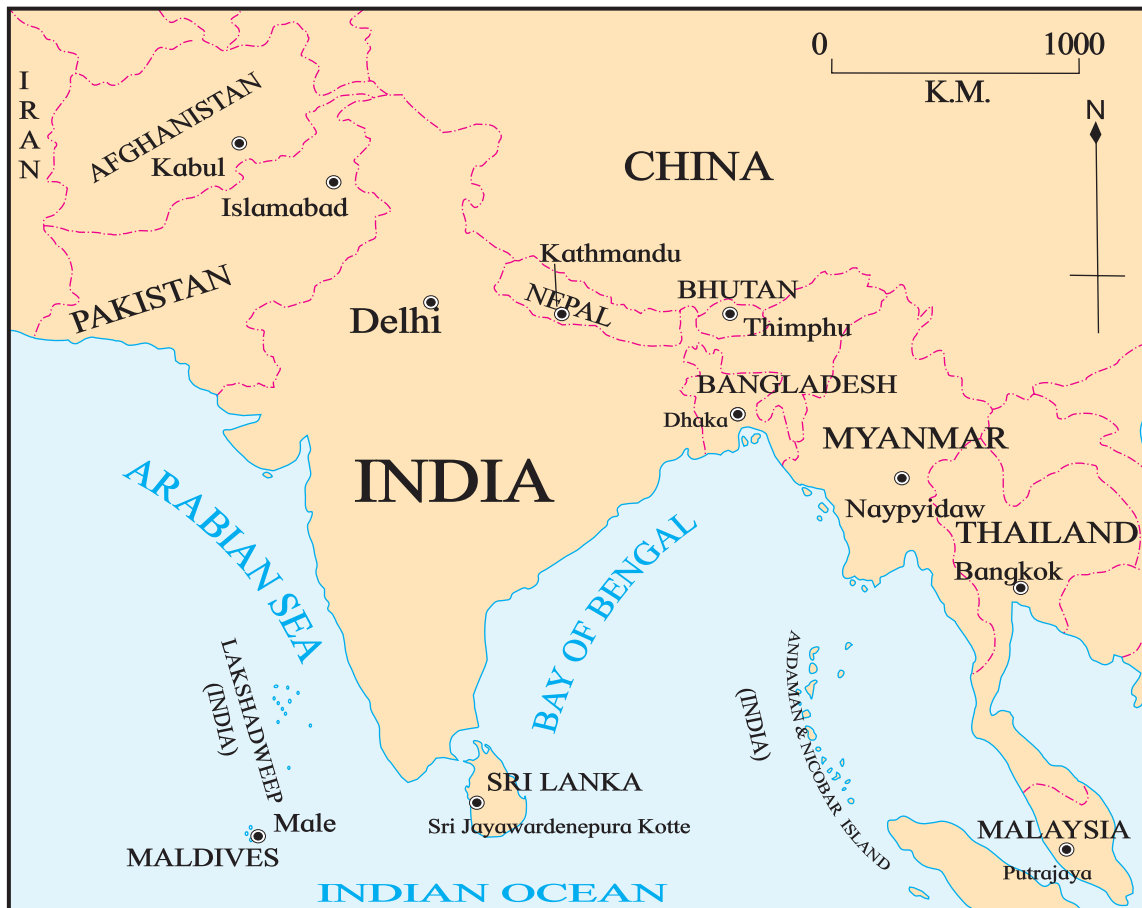 0 1000
K.M.
N
IRAN
AFGHANISTAN
Kabul
Islamabad
CHINA
PAKISTAN
Delhi
Kathmandu
NEPAL
BHUTAN
Thimphu
BANGLADESH
Dhaka
MYANMAR
Naypyidaw
INDIA
THAILAND
Bangkok
ARABIAN SEA
BAY OF BENGAL
LAKSHADWEEP
(INDIA)
ANDAMAN & NICOBAR ISLAND
(INDIA)
SRI LANKA
Sri Jayawardenepura Kotte
Male
MALDIVES
MALAYSIA
Putrajaya
INDIAN OCEAN